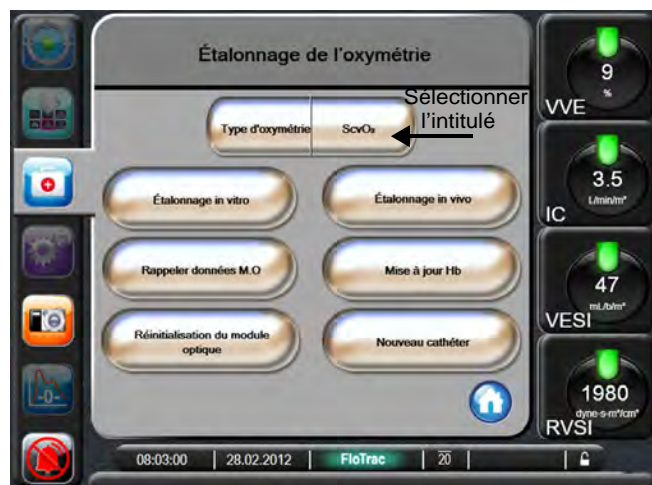 Étalonnage de l'oxymétrie
Sélectionner
l'intitulé
Type d'oxymétrie ScvO₂
Étalonnage in vitro
Étalonnage in vivo
Rappeler données M.O
Mise à jour Hb
Réinitialisation du module
optique
Nouveau cathéter
9
%
VVE
3.5
L/min/m²
IC
47
mL/b/m²
VESI
1980
dyne-s-m²/cm⁵
RVSI
-0-
08:03:00 28.02.2012 FloTrac 20